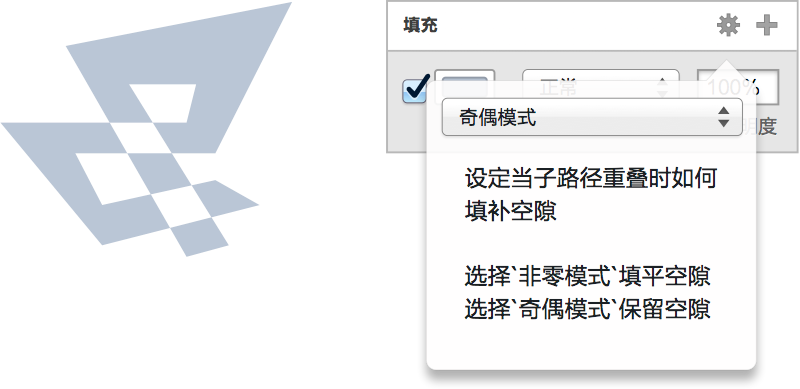 填充
正常
100%
明度
奇偶模式
设定当子路径重叠时如何
填补空隙
选择`非零模式`填平空隙
选择`奇偶模式`保留空隙